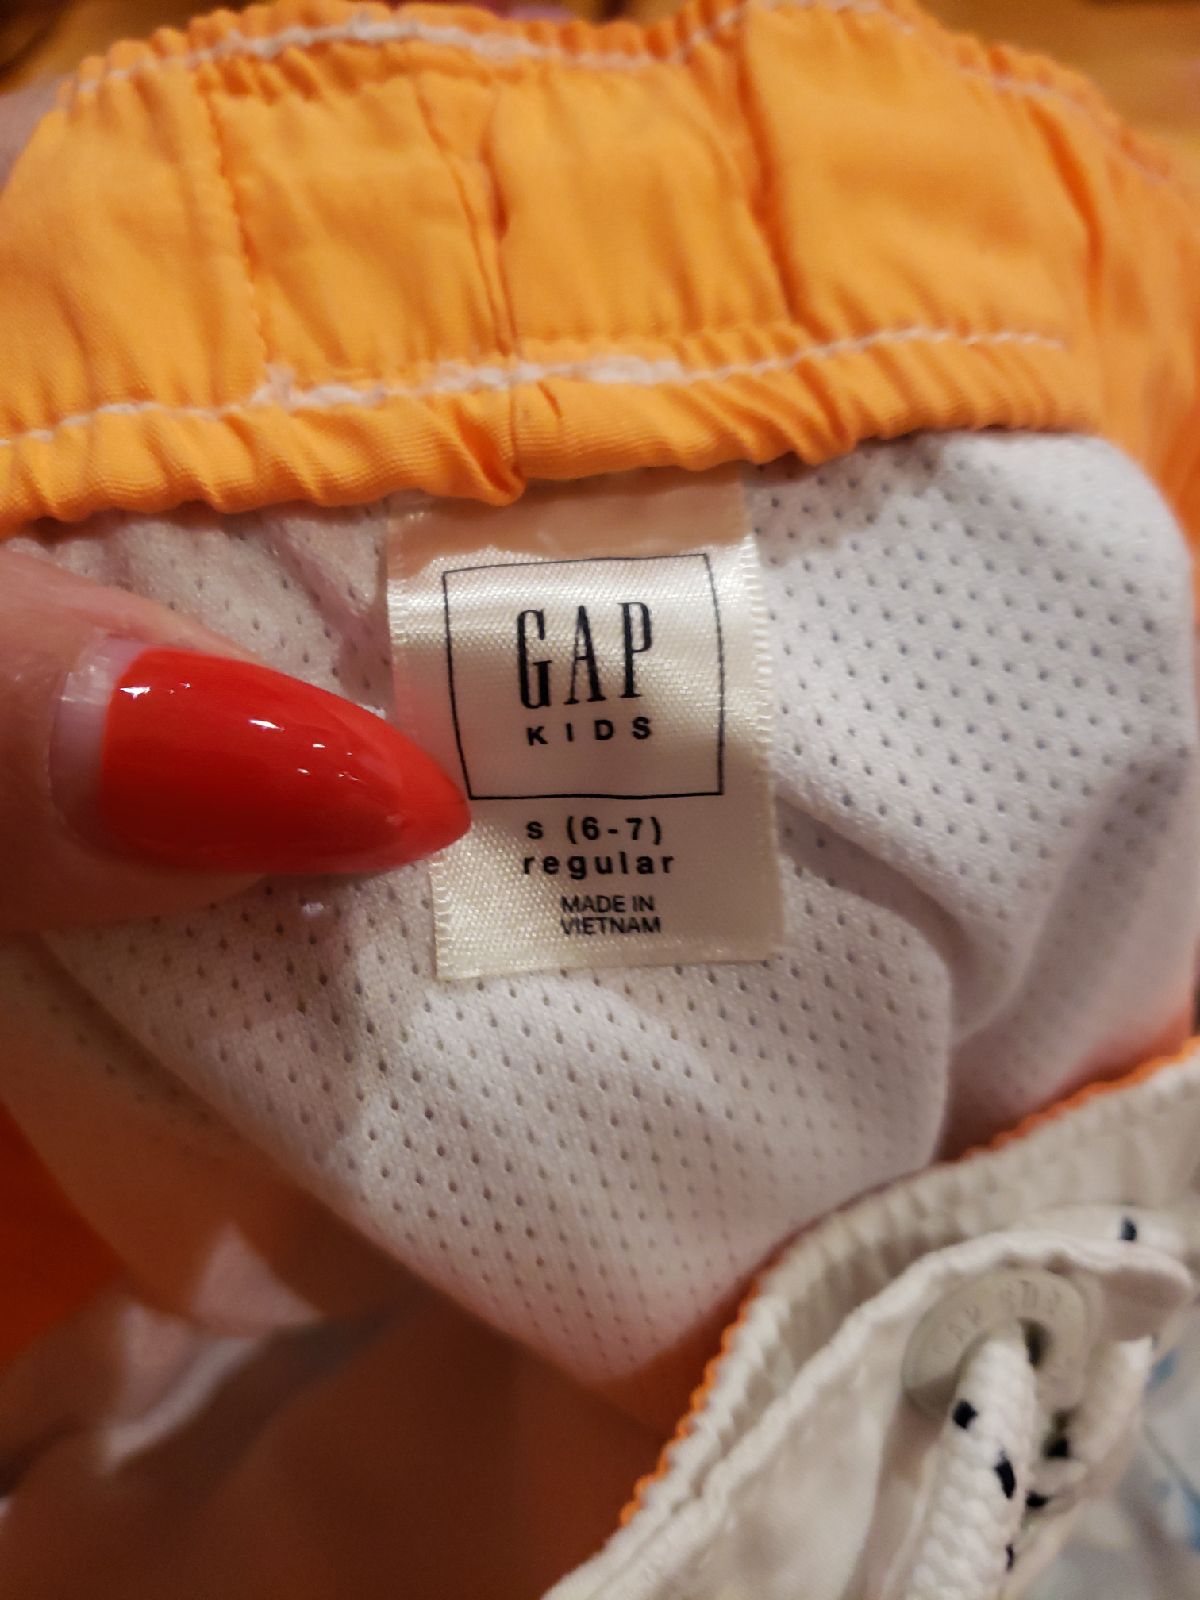 GAP
KIDS
s (6-7)
regular
MADE IN
VIETNAM